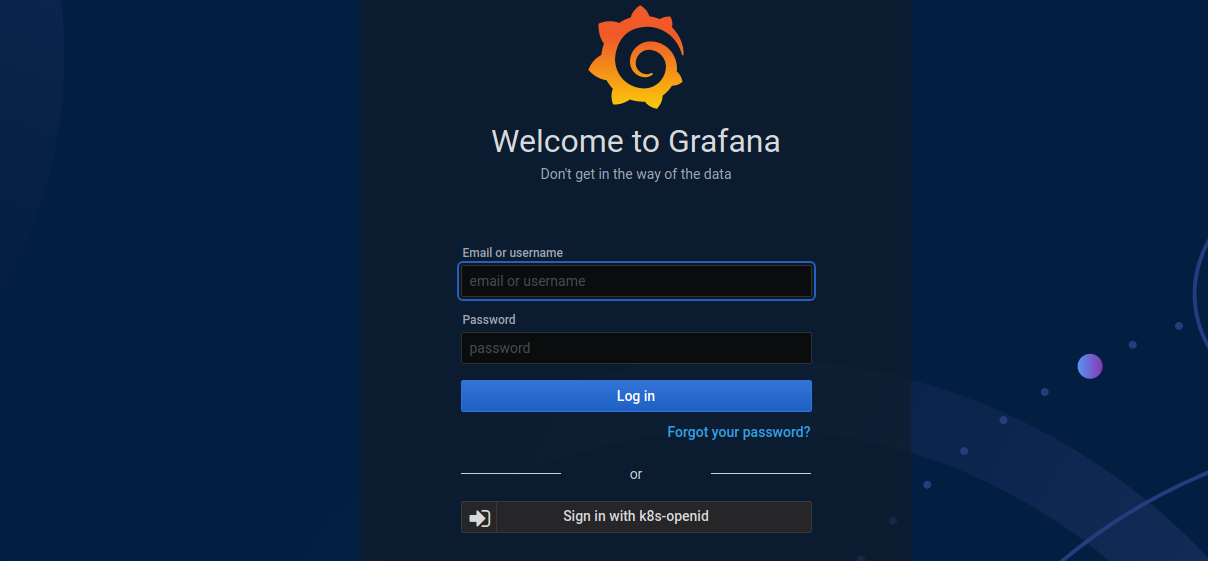 Welcome to Grafana
Don't get in the way of the data
Email or username
email or username
Password
password
Log in
Forgot your password?
or
Sign in with k8s-openid